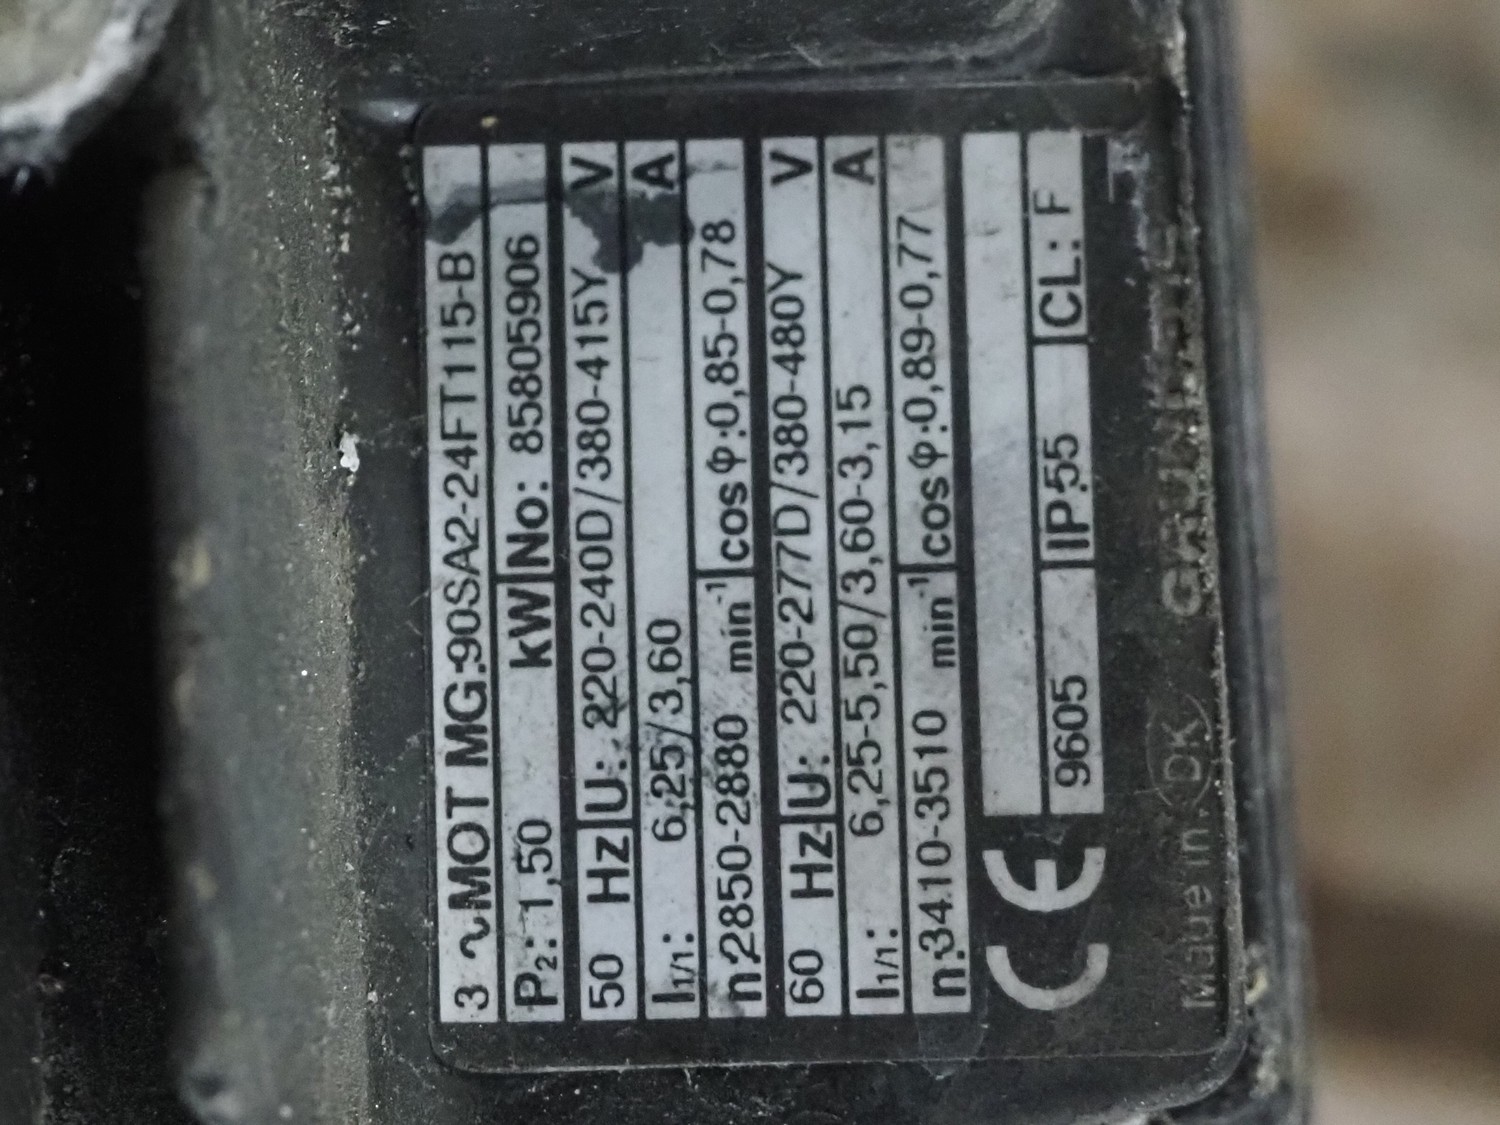 3 ~MOT MG:90SA2-24FT115-B
P2: 1,50 kW No: 85805906
50 Hz U: 220-240D/380-415Y V
I1/1: 6,25/3,60 A
n:2850-2880 min-1 cosφ:0,85-0,78
60 Hz U: 220-277D/380-480Y V
I1/1: 6,25-5,50/3,60-3,15 A
n:3410-3510 min-1 cosφ:0,89-0,77
CE
9605 IP:55 CL: F
Made in DK GRUNDFOS